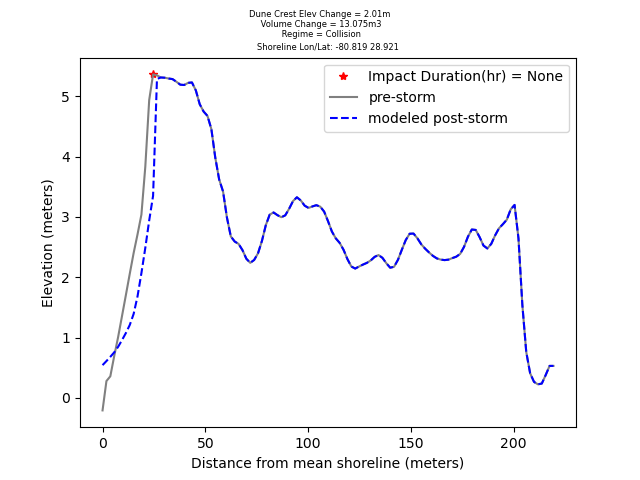 Dune Crest Elev Change = 2.01m
Volume Change = 13.075m3
Regime = Collision
Shoreline Lon/Lat: -80.819 28.921
Impact Duration(hr) = None
pre-storm
modeled post-storm
5
4
3
2
1
0
Elevation (meters)
0 50 100 150 200
Distance from mean shoreline (meters)